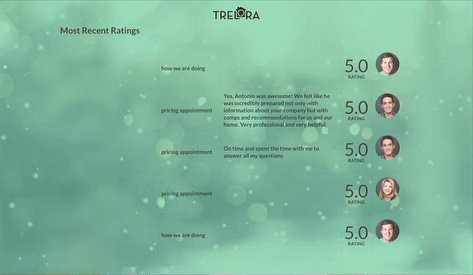 TRELORA
Most Recent Ratings
how we are doing
5.0
RATING
pricing appointment
Yes, Antonio was awesome! We felt like he
was incredibly prepared not only with
information about your company but with
comps and recommendations for us and our
home. Very professional and very helpful.
5.0
RATING
pricing appointment
On time and spent the time with me to
answer all my questions
5.0
RATING
pricing appointment
5.0
RATING
how we are doing
5.0
RATING